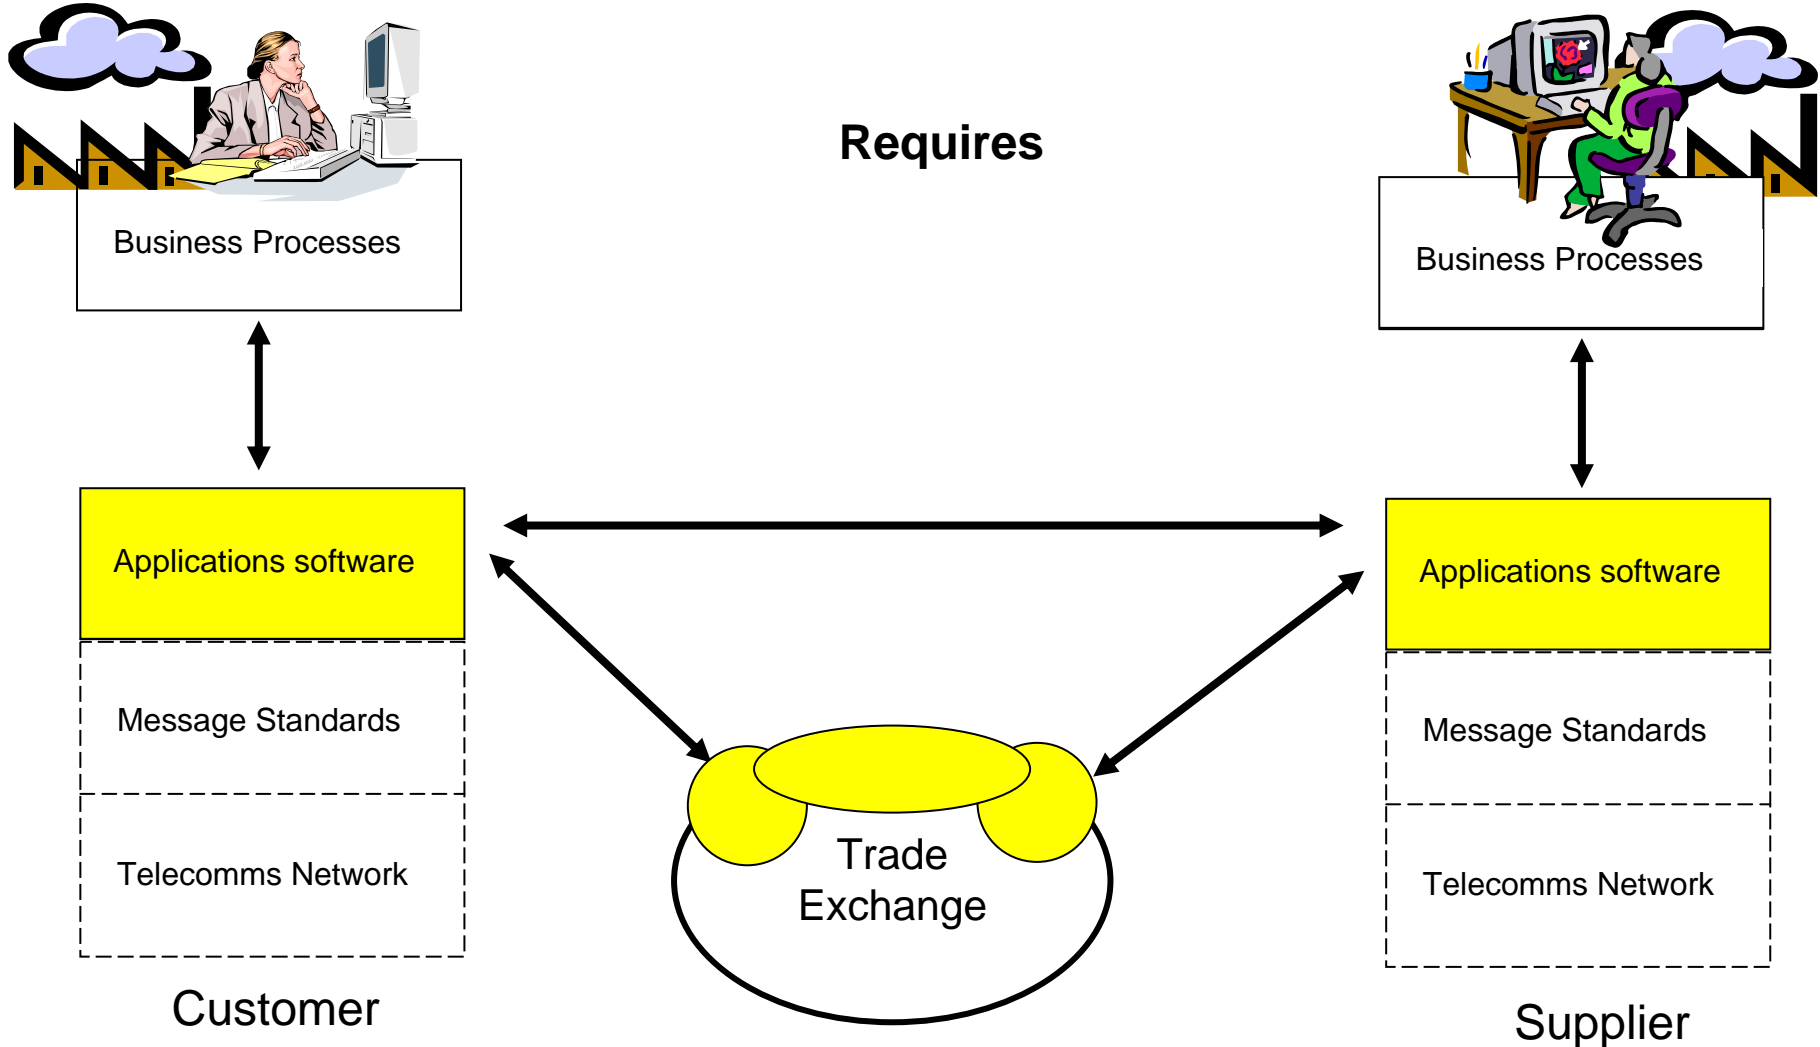 Requires
Business Processes
Business Processes
Applications software
Applications software
Message Standards
Message Standards
Telecomms Network
Telecomms Network
Trade
Exchange
Customer
Supplier